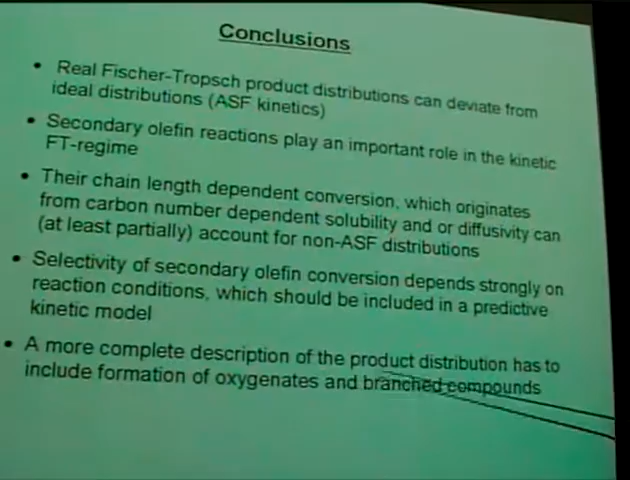 Conclusions
• Real Fischer-Tropsch product distributions can deviate from
ideal distributions (ASF kinetics)
• Secondary olefin reactions play an important role in the kinetic
FT-regime
• Their chain length dependent conversion, which originates
from carbon number dependent solubility and or diffusivity can
(at least partially) account for non-ASF distributions
• Selectivity of secondary olefin conversion depends strongly on
reaction conditions, which should be included in a predictive
kinetic model
• A more complete description of the product distribution has to
include formation of oxygenates and branched compounds